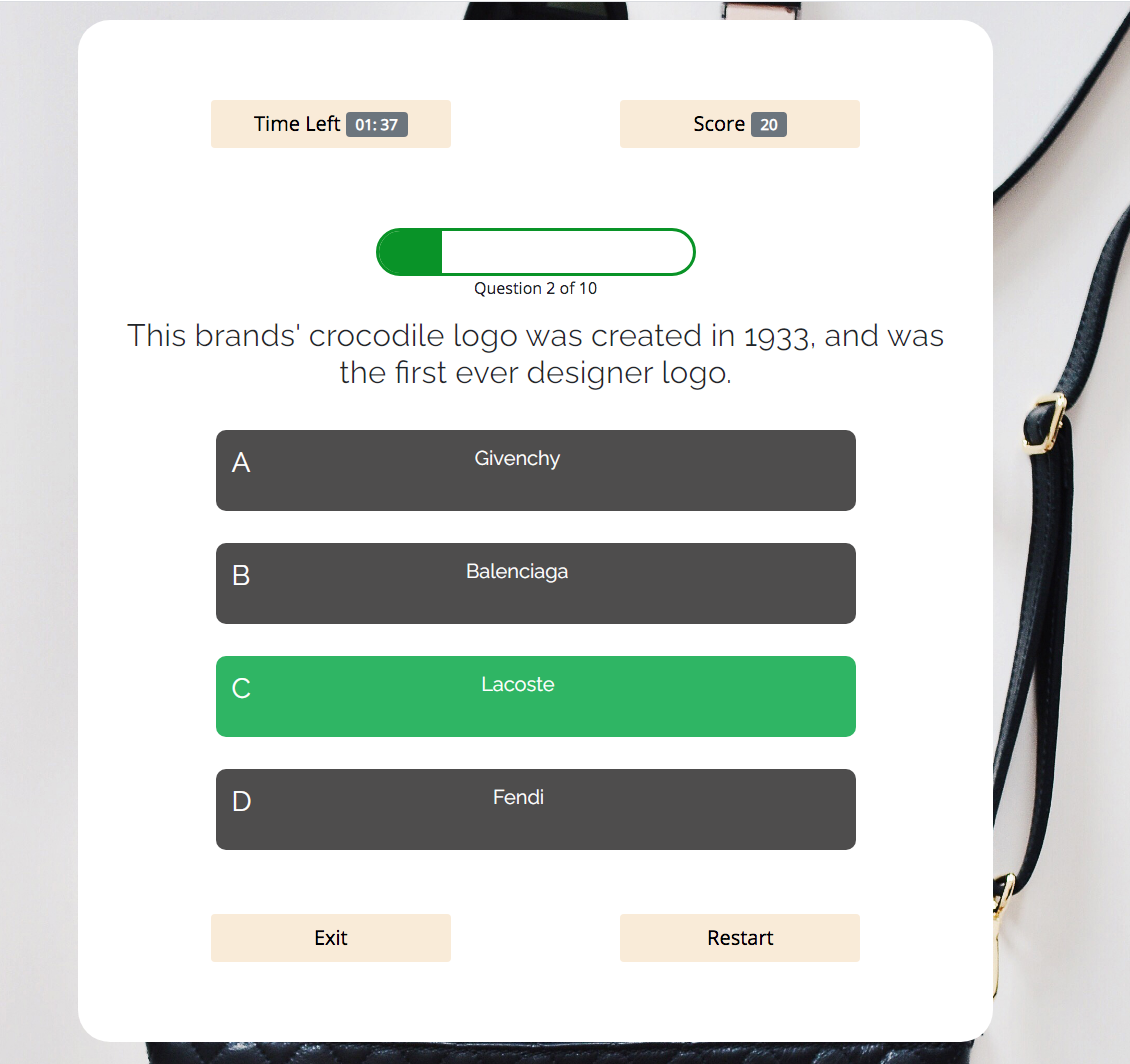 Time Left 01: 37
Score 20
Question 2 of 10
This brands' crocodile logo was created in 1933, and was
the first ever designer logo.
A Givenchy
B Balenciaga
C Lacoste
D Fendi
Exit
Restart